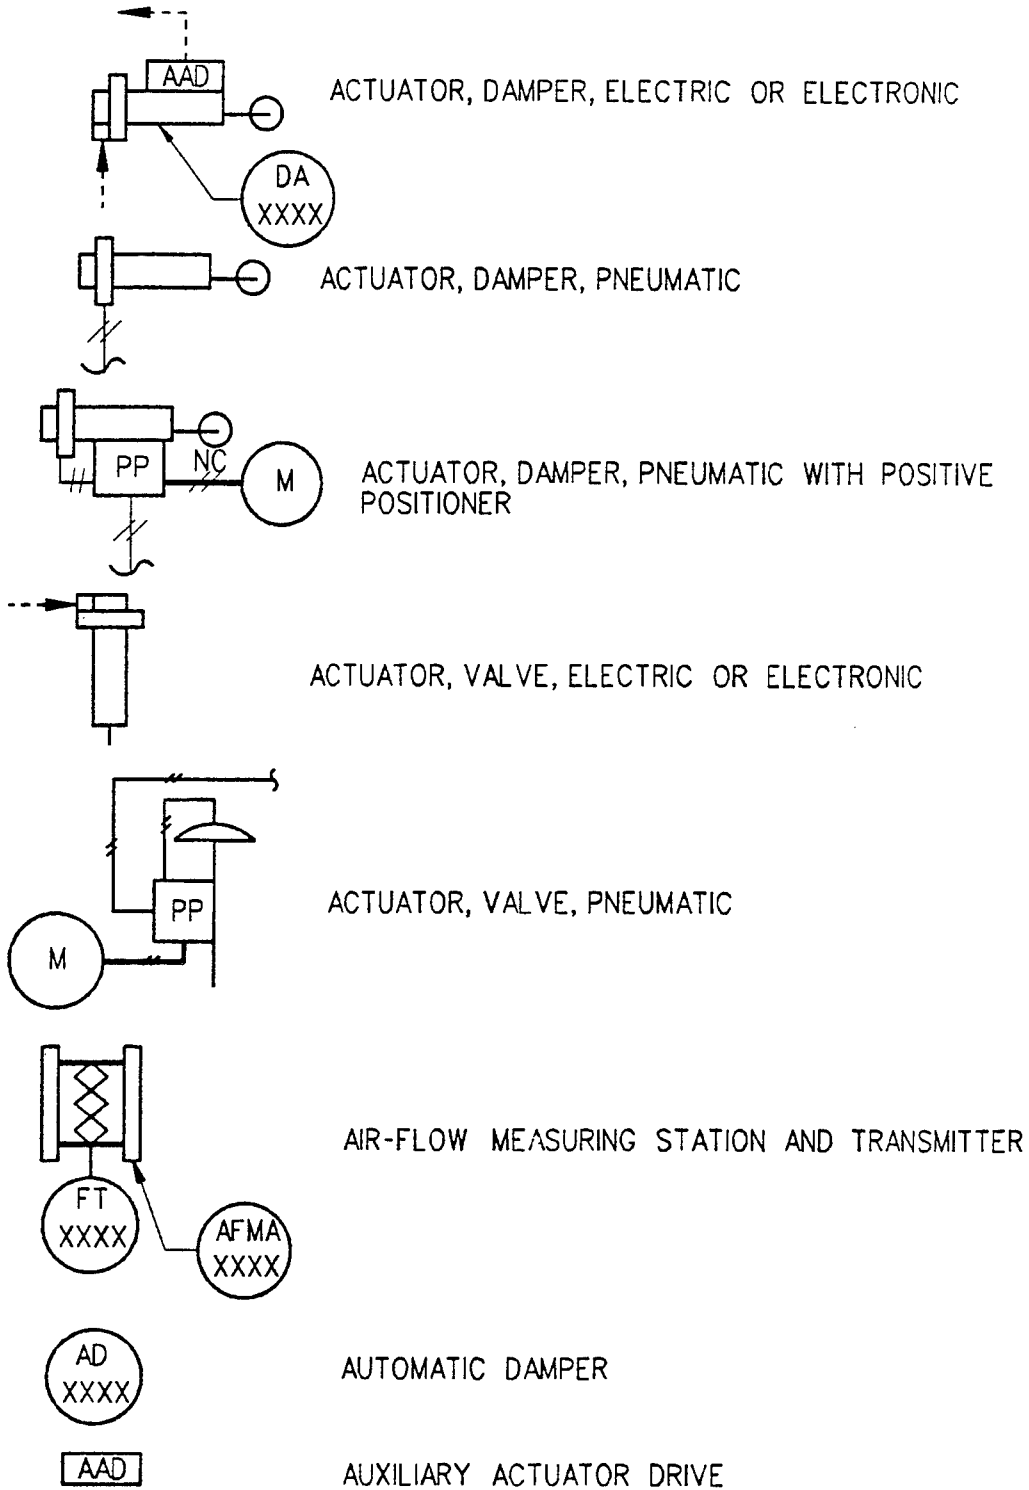 AAD
ACTUATOR, DAMPER, ELECTRIC OR ELECTRONIC
DA
XXXX
ACTUATOR, DAMPER, PNEUMATIC
PP
NC
M
ACTUATOR, DAMPER, PNEUMATIC WITH POSITIVE
POSITIONER
ACTUATOR, VALVE, ELECTRIC OR ELECTRONIC
PP
M
ACTUATOR, VALVE, PNEUMATIC
AIR-FLOW MEASURING STATION AND TRANSMITTER
FT
XXXX
AFMA
XXXX
AD
XXXX
AUTOMATIC DAMPER
AAD
AUXILIARY ACTUATOR DRIVE